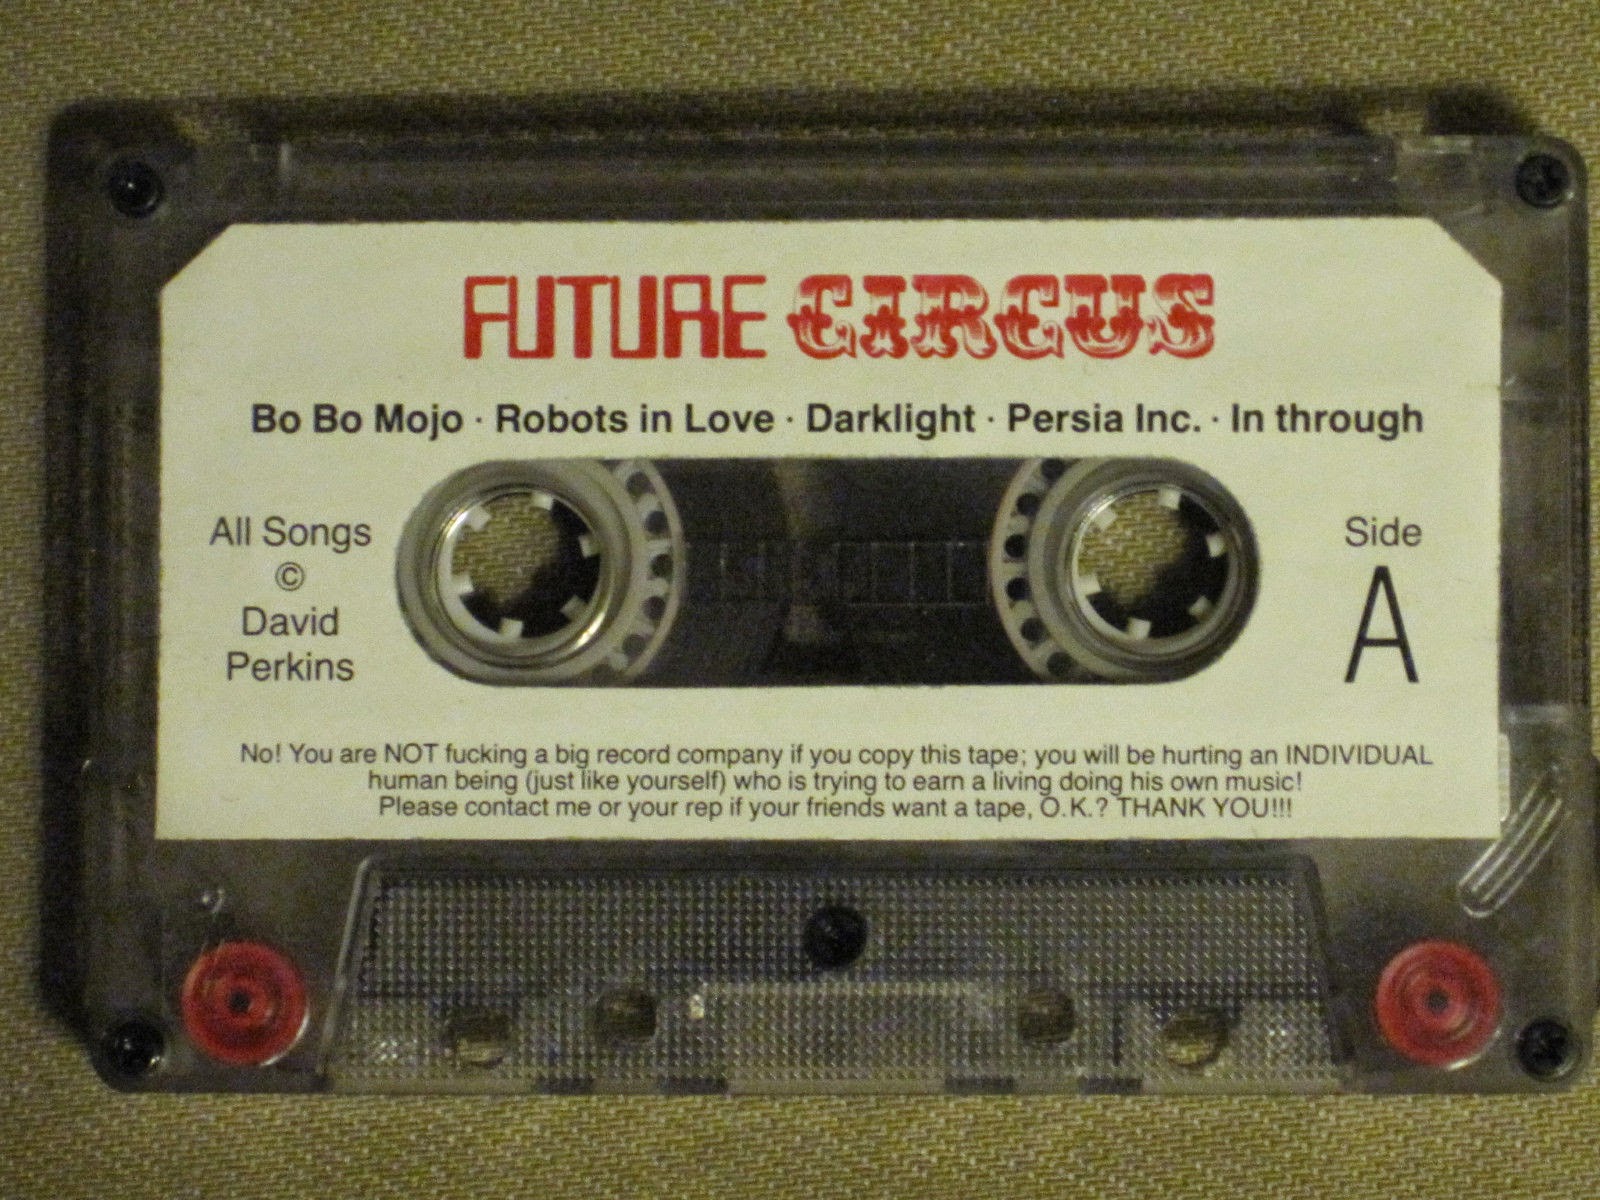 FUTURE CIRCUS
Bo Bo Mojo · Robots in Love · Darklight · Persia Inc. · In through
All Songs
©
David
Perkins
Side
A
No! You are NOT fucking a big record company if you copy this tape; you will be hurting an INDIVIDUAL
human being (just like yourself) who is trying to earn a living doing his own music!
Please contact me or your rep if your friends want a tape, O.K.? THANK YOU!!!